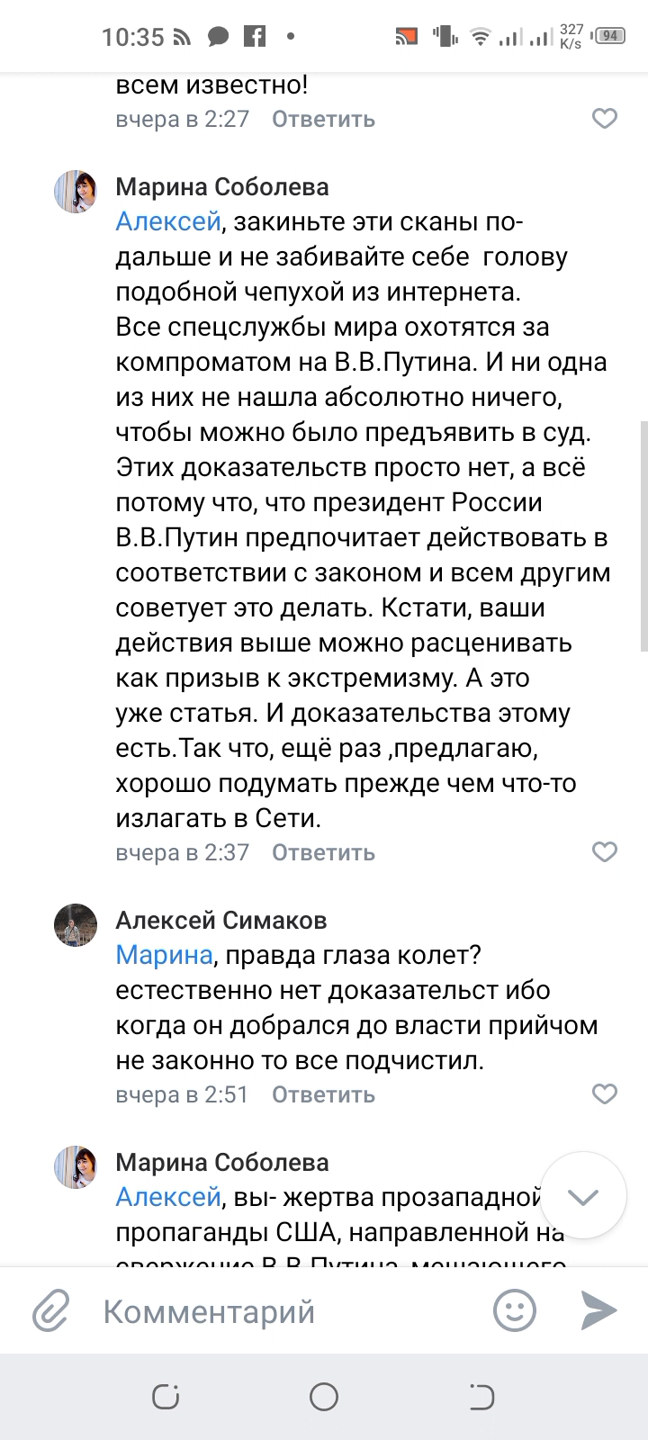 10:35
327
K/s
94
всем известно!
вчера в 2:27 Ответить
Марина Соболева
Алексей, закиньте эти сканы по-
дальше и не забивайте себе голову
подобной чепухой из интернета.
Все спецслужбы мира охотятся за
компроматом на В.В.Путина. И ни одна
из них не нашла абсолютно ничего,
чтобы можно было предъявить в суд.
Этих доказательств просто нет, а всё
потому что, что президент России
В.В.Путин предпочитает действовать в
соответствии с законом и всем другим
советует это делать. Кстати, ваши
действия выше можно расценивать
как призыв к экстремизму. А это
уже статья. И доказательства этому
есть.Так что, ещё раз ,предлагаю,
хорошо подумать прежде чем что-то
излагать в Сети.
вчера в 2:37 Ответить
Алексей Симаков
Марина, правда глаза колет?
естественно нет доказательст ибо
когда он добрался до власти прийчом
не законно то все подчистил.
вчера в 2:51 Ответить
Марина Соболева
Алексей, вы- жертва прозападной
пропаганды США, направленной на
свержение В.В.Путина, мешающего
Комментарий